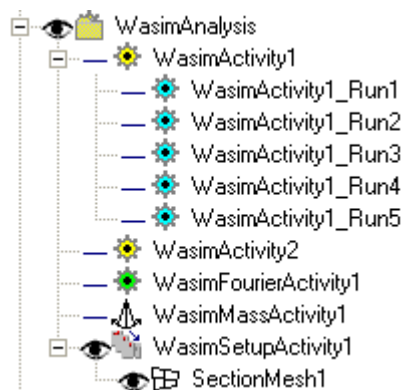 WasimAnalysis
WasimActivity1
WasimActivity1_Run1
WasimActivity1_Run2
WasimActivity1_Run3
WasimActivity1_Run4
WasimActivity1_Run5
WasimActivity2
WasimFourierActivity1
WasimMassActivity1
WasimSetupActivity1
SectionMesh1